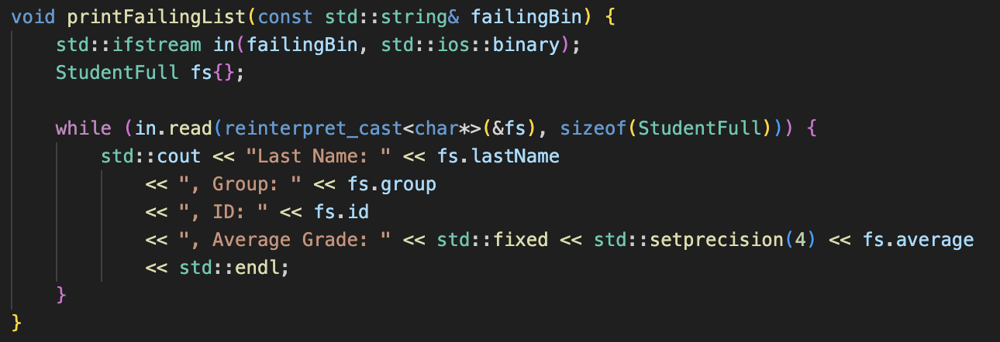 void printFailingList(const std::string& failingBin) {
    std::ifstream in(failingBin, std::ios::binary);
    StudentFull fs{};

    while (in.read(reinterpret_cast<char*>(&fs), sizeof(StudentFull))) {
        std::cout << "Last Name: " << fs.lastName
            << ", Group: " << fs.group
            << ", ID: " << fs.id
            << ", Average Grade: " << std::fixed << std::setprecision(4) << fs.average
            << std::endl;
    }
}